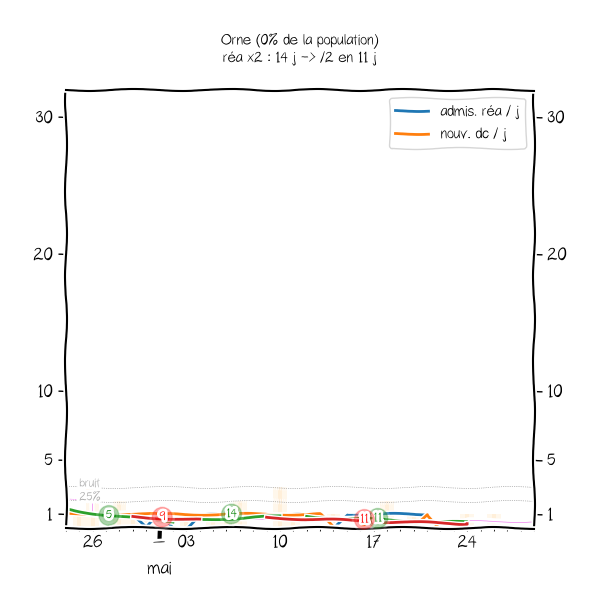 Orne (0% de la population)
réa x2 : 14 j -> /2 en 11 j
admis. réa / j
nouv. dc / j
30 30
20 20
10 10
5 5
bruit
25%
1 1
5 9 14 11 11
26 03 10 17 24
mai